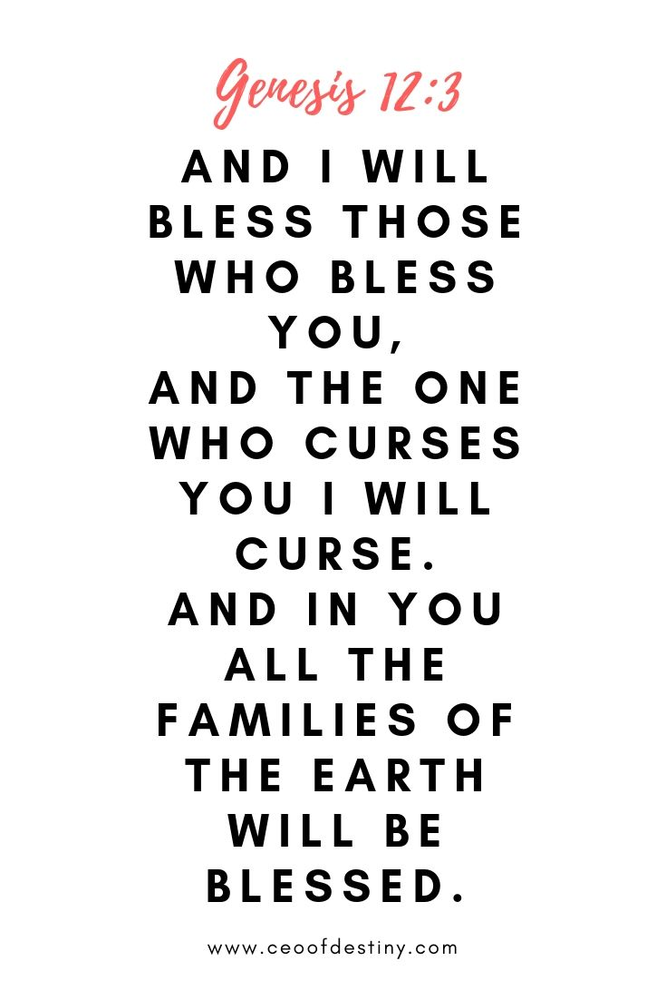 Genesis 12:3
AND I WILL
BLESS THOSE
WHO BLESS
YOU,
AND THE ONE
WHO CURSES
YOU I WILL
CURSE.
AND IN YOU
ALL THE
FAMILIES OF
THE EARTH
WILL BE
BLESSED.
www.ceoofdestiny.com